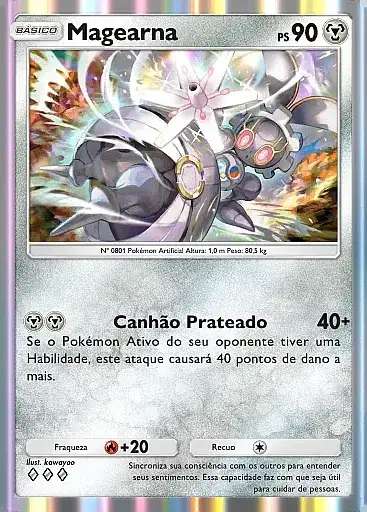 BÁSICO
Magearna
PS 90
Nº 0801 Pokémon Artificial Altura: 1,0 m Peso: 80,5 kg
Canhão Prateado 40+
Se o Pokémon Ativo do seu oponente tiver uma
Habilidade, este ataque causará 40 pontos de dano a
mais.
Fraqueza +20 Recuo
Ilust. kawayoo
Sincroniza sua consciência com os outros para entender
seus sentimentos. Essa capacidade faz com que seja útil
para cuidar de pessoas.